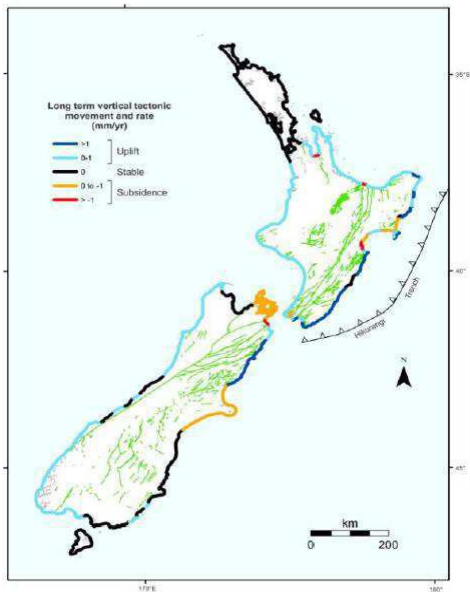 35°S
Long term vertical tectonic
movement and rate
(mm/yr)
>1
0-1
Uplift
0
Stable
0 to -1
> -1
Subsidence
40°
Hikurangi
Trench
N
45°
km
0
200
175°E
180°